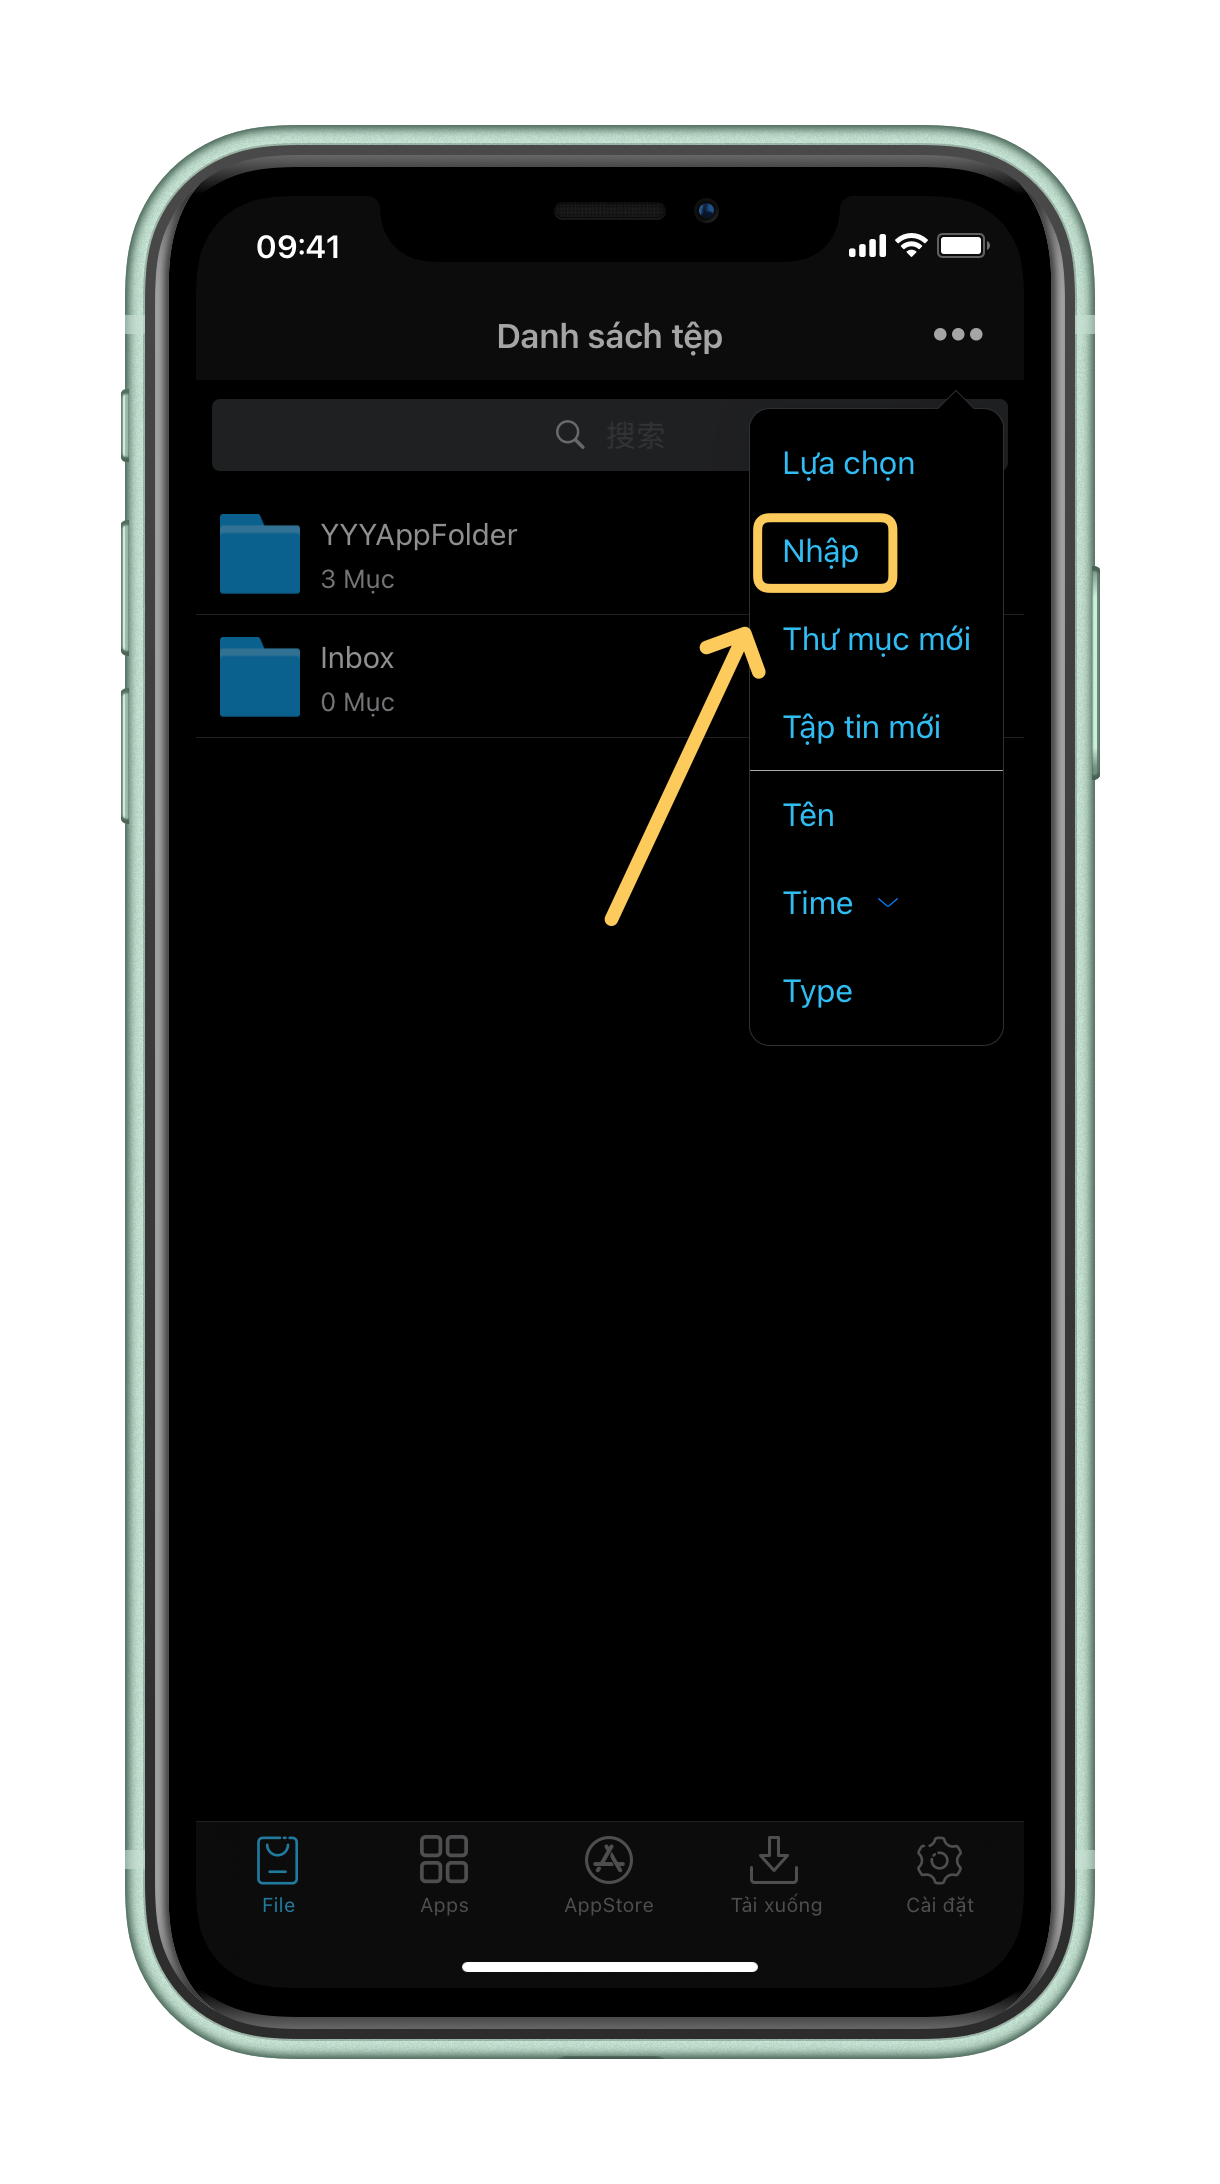 09:41
Danh sách tệp
搜索
Lựa chọn
Nhập
Thư mục mới
Tập tin mới
Tên
Time
Type
YYYAppFolder
3 Mục
Inbox
0 Mục
File
Apps
AppStore
Tải xuống
Cài đặt